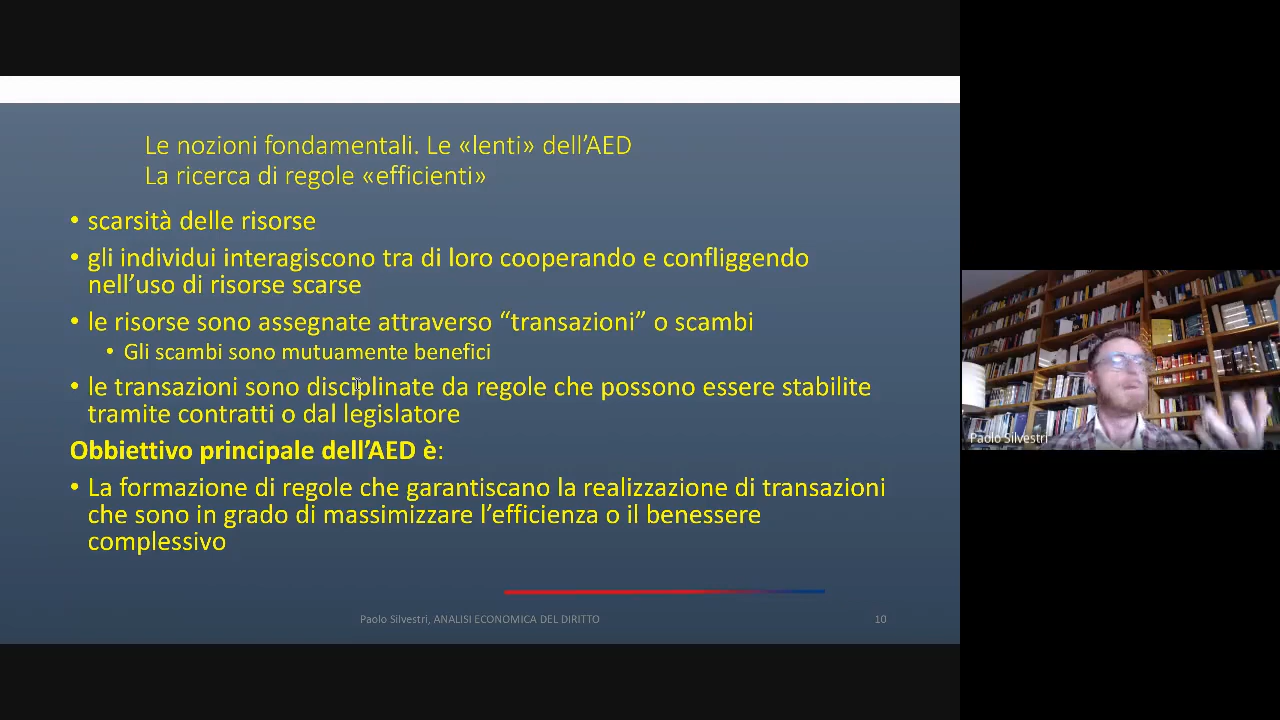 Le nozioni fondamentali. Le «lenti» dell'AED
La ricerca di regole «efficienti»
• scarsità delle risorse
• gli individui interagiscono tra di loro cooperando e confliggendo
nell'uso di risorse scarse
• le risorse sono assegnate attraverso “transazioni” o scambi
• Gli scambi sono mutuamente benefici
• le transazioni sono disciplinate da regole che possono essere stabilite
tramite contratti o dal legislatore
Obbiettivo principale dell'AED è:
• La formazione di regole che garantiscano la realizzazione di transazioni
che sono in grado di massimizzare l'efficienza o il benessere
complessivo
Paolo Silvestri, ANALISI ECONOMICA DEL DIRITTO
10
Paolo Silvestri